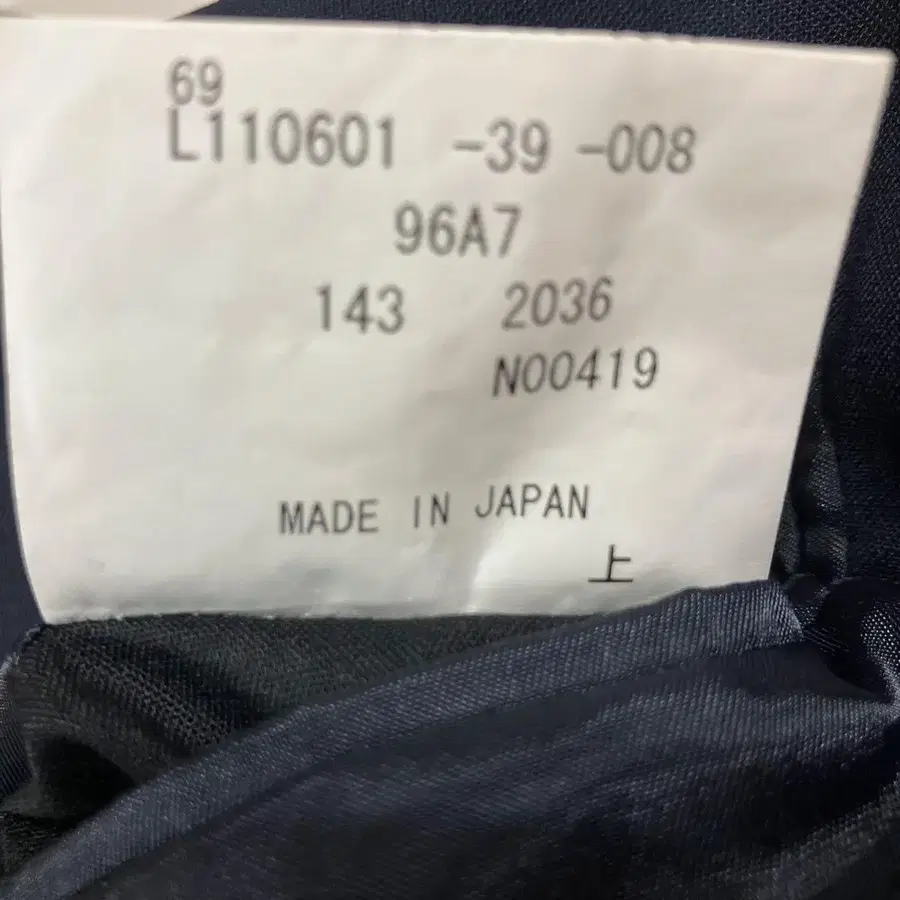 69
L110601 -39 -008
96A7
143 2036
N00419
MADE IN JAPAN
上